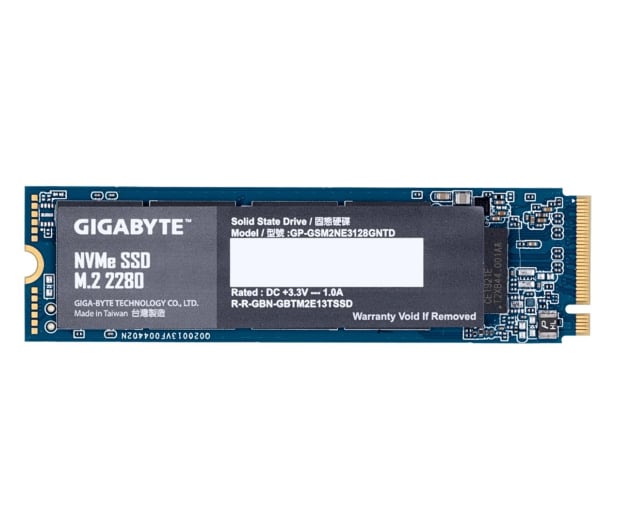 GIGABYTE™
NVMe SSD
M.2 2280
GIGA-BYTE TECHNOLOGY CO., LTD.
Made in Taiwan 台灣製造
Solid State Drive / 固態硬碟
Model / 型號 :GP-GSM2NE3128GNTD
Rated : DC +3.3V --- 1.0A
R-R-GBN-GBTM2E13TSSD
Warranty Void If Removed